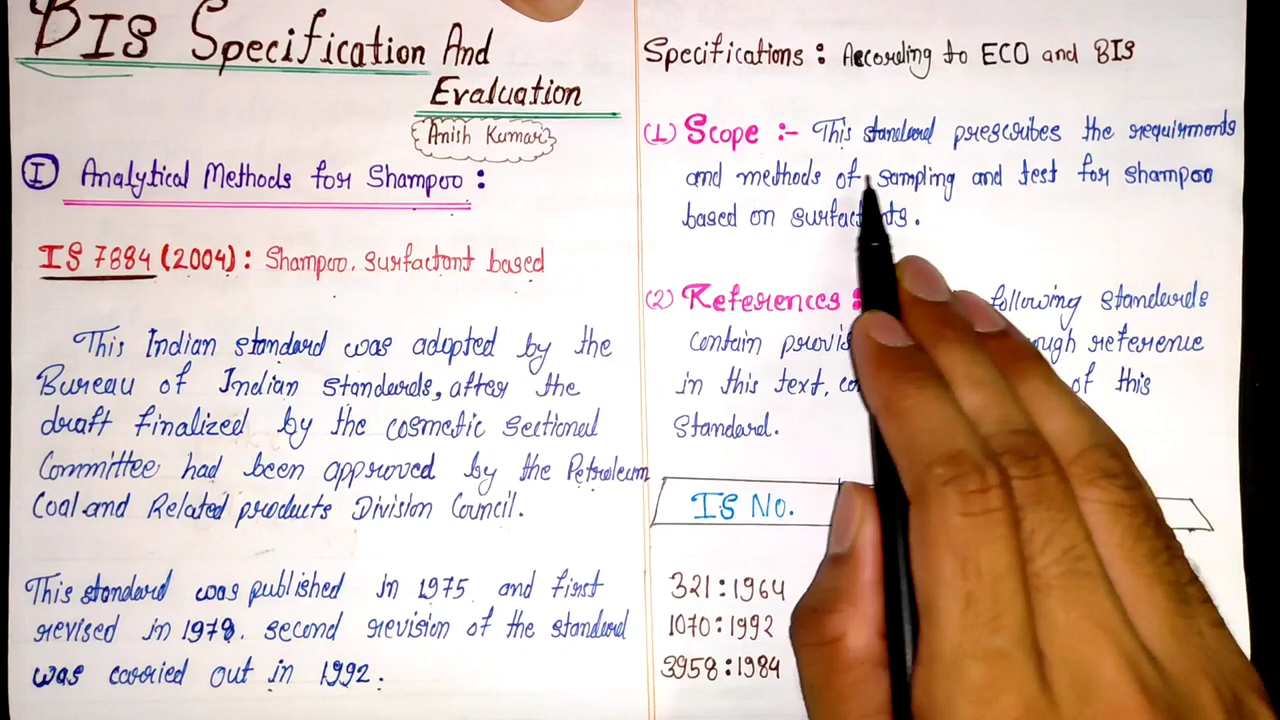 BIS Specification And
Evaluation
Anish Kumar
I Analytical Methods for Shampoo :
IS 7884 (2004) : Shampoo, surfactant based
This Indian standard was adopted by the
Bureau of Indian Standards, after the
draft finalized by the cosmetic sectional
Committee had been approved by the Petroleum
Coal and Related products Division Council.
This standard was published in 1975 and first
revised in 1979. second revision of the standard
was carried out in 1992.
Specifications : According to ECO and BIS
(1) Scope :- This standard prescribes the requirments
and methods of sampling and test for shampoo
based on surfactants.
(2) References : following standards
contain reference
in this text, of this
Standard.
IS No.
321 : 1964
1070 : 1992
3958 : 1984